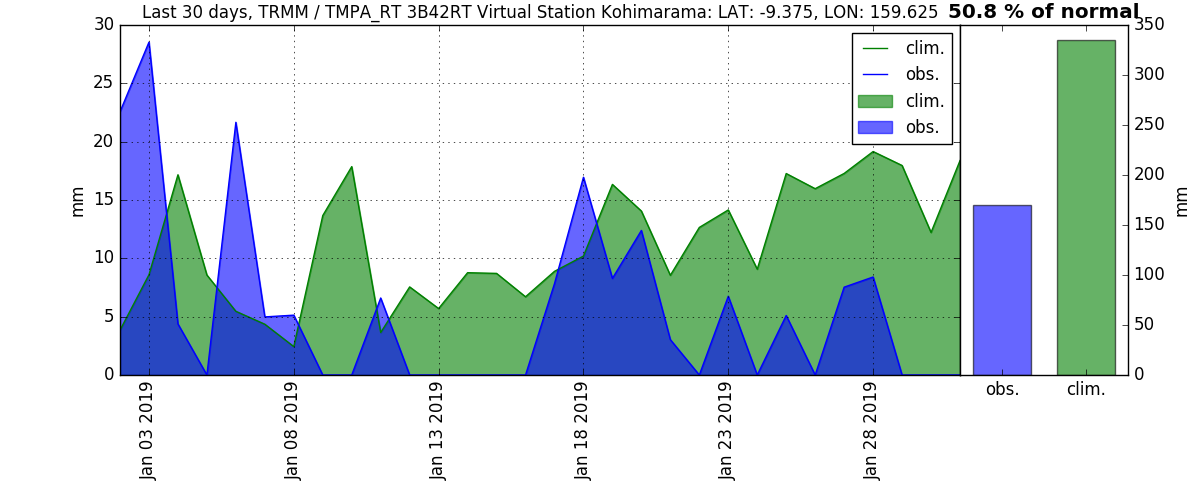 Last 30 days, TRMM / TMPA_RT 3B42RT Virtual Station Kohimarama: LAT: -9.375, LON: 159.625
50.8 % of normal
30
25
20
15
10
5
0
mm
clim.
obs.
clim.
obs.
Jan 03 2019
Jan 08 2019
Jan 13 2019
Jan 18 2019
Jan 23 2019
Jan 28 2019
350
300
250
200
150
100
50
0
mm
obs.
clim.